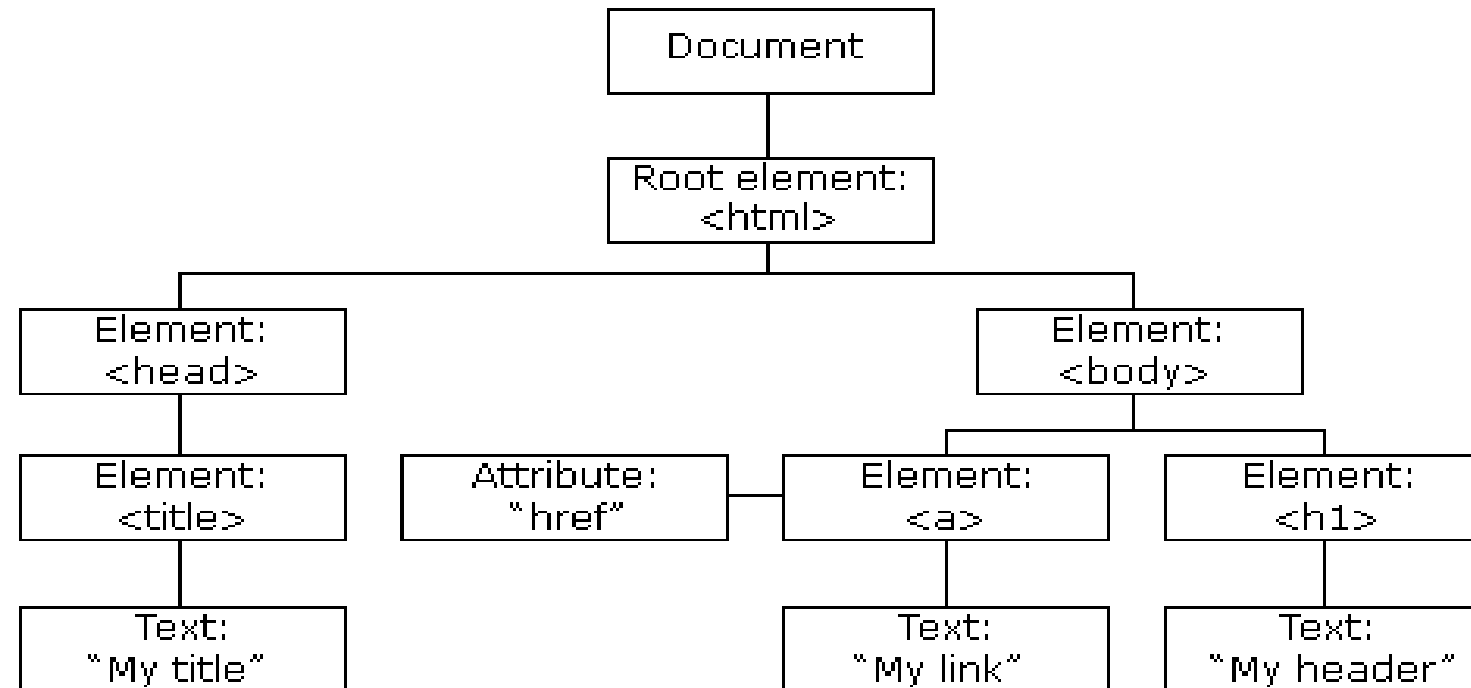 Document
Root element:
<html>
Element:
<head>
Element:
<body>
Element:
<title>
Attribute:
“href”
Element:
<a>
Element:
<h1>
Text:
“My title”
Text:
“My link”
Text:
“My header”